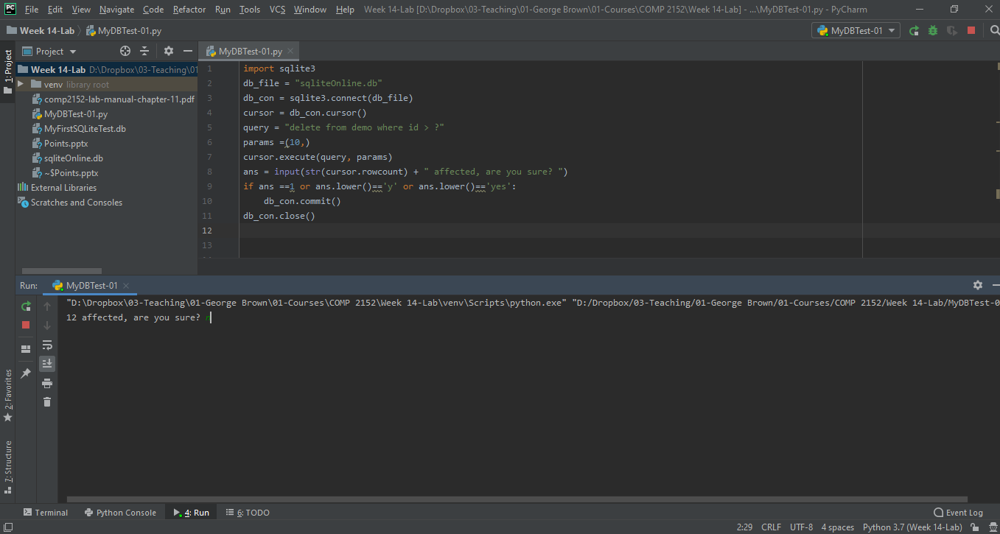 PC File Edit View Navigate Code Refactor Run Tools VCS Window Help Week 14-Lab [D:\Dropbox\03-Teaching\01-George Brown\01-Courses\COMP 2152\Week 14-Lab] - ...\MyDBTest-01.py - PyCharm
Week 14-Lab MyDBTest-01.py MyDBTest-01
Project MyDBTest-01.py
1: Project
Week 14-Lab D:\Dropbox\03-Teaching\01
venv library root
comp2152-lab-manual-chapter-11.pdf
MyDBTest-01.py
MyFirstSQLiteTest.db
Points.pptx
sqliteOnline.db
~$Points.pptx
External Libraries
Scratches and Consoles
1 import sqlite3
2 db_file = "sqliteOnline.db"
3 db_con = sqlite3.connect(db_file)
4 cursor = db_con.cursor()
5 query = "delete from demo where id > ?"
6 params =(10,)
7 cursor.execute(query, params)
8 ans = input(str(cursor.rowcount) + " affected, are you sure? ")
9 if ans ==1 or ans.lower()=='y' or ans.lower()=='yes':
10 db_con.commit()
11 db_con.close()
12
13
Run: MyDBTest-01
"D:\Dropbox\03-Teaching\01-George Brown\01-Courses\COMP 2152\Week 14-Lab\venv\Scripts\python.exe" "D:/Dropbox/03-Teaching/01-George Brown/01-Courses/COMP 2152/Week 14-Lab/MyDBTest-0
12 affected, are you sure?
2: Favorites
7: Structure
Terminal Python Console 4: Run 6: TODO Event Log
2:29 CRLF UTF-8 4 spaces Python 3.7 (Week 14-Lab)